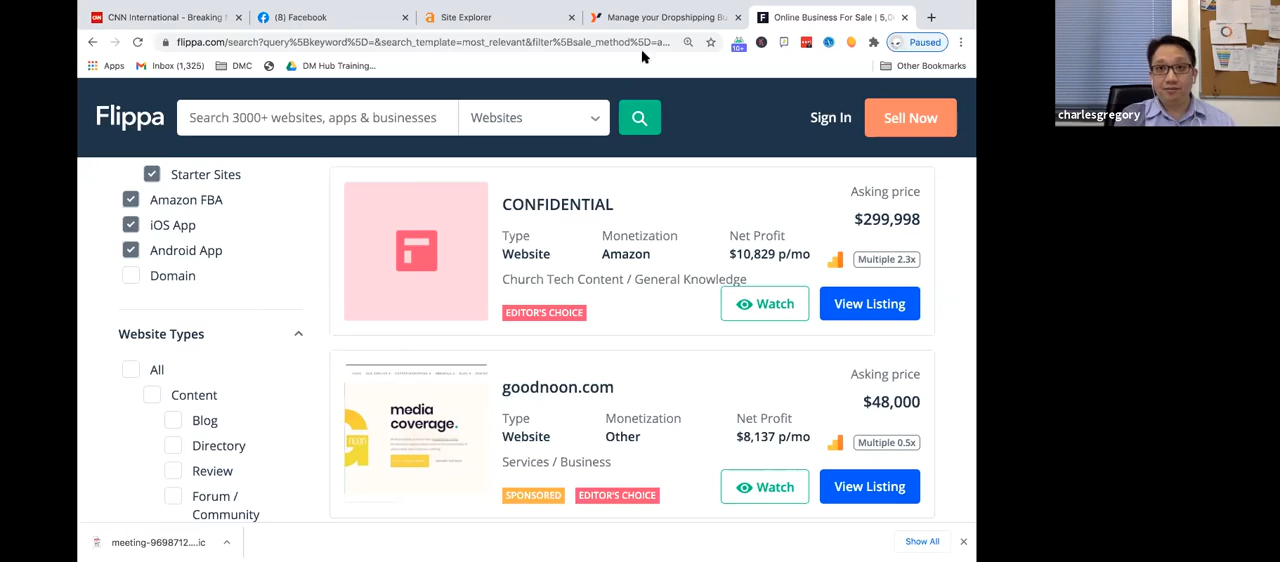 CNN International - Breaking N
(8) Facebook
Site Explorer
Manage your Dropshipping Bu
Online Business For Sale | 5,0
flippa.com/search?query%5Bkeyword%5D=&search_template=most_relevant&filter%5Bsale_method%5D=a...
10+
Paused
Apps
Inbox (1,325)
DMC
DM Hub Training...
Other Bookmarks
charlesgregory
Flippa
Search 3000+ websites, apps & businesses
Websites
Sign In
Sell Now
Starter Sites
Amazon FBA
iOS App
Android App
Domain
Website Types
All
Content
Blog
Directory
Review
Forum /
Community
CONFIDENTIAL
Asking price
$299,998
Type
Monetization
Net Profit
Website
Amazon
$10,829 p/mo
Multiple 2.3x
Church Tech Content / General Knowledge
EDITOR'S CHOICE
Watch
View Listing
media
coverage.
goodnoon.com
Asking price
$48,000
Type
Monetization
Net Profit
Website
Other
$8,137 p/mo
Multiple 0.5x
Services / Business
SPONSORED
EDITOR'S CHOICE
Watch
View Listing
meeting-9698712....ic
Show All